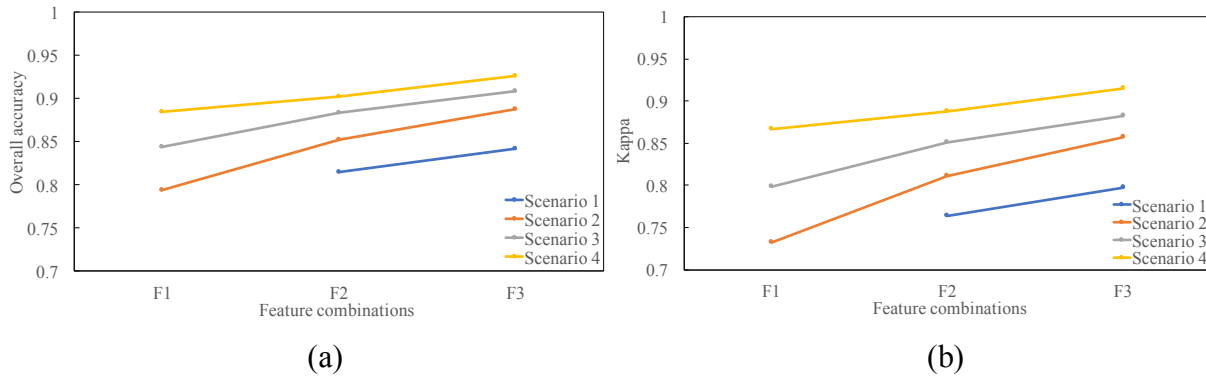 1
0.95
0.9
0.85
0.8
0.75
0.7
Overall accuracy
F1
F2
F3
Feature combinations
Scenario 1
Scenario 2
Scenario 3
Scenario 4
(a)
1
0.95
0.9
0.85
0.8
0.75
0.7
Kappa
F1
F2
F3
Feature combinations
Scenario 1
Scenario 2
Scenario 3
Scenario 4
(b)